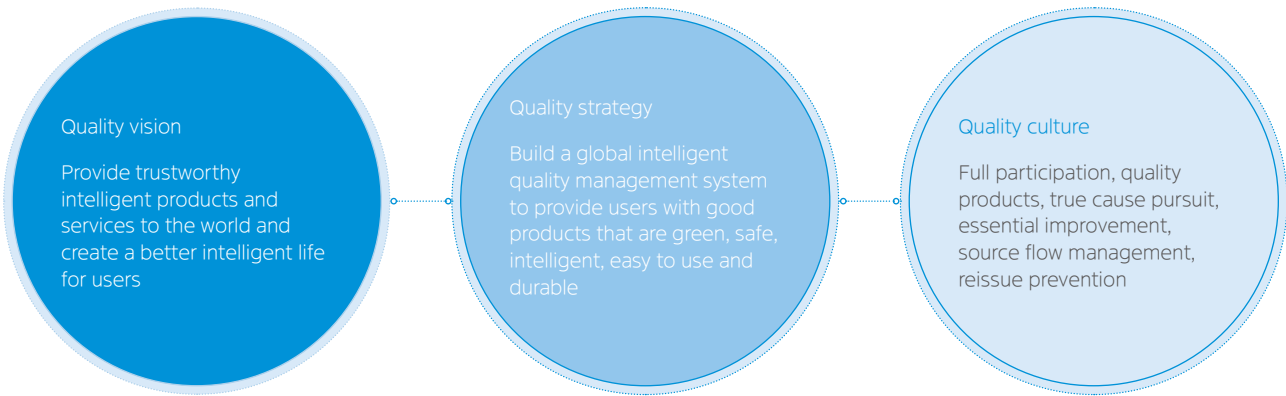 Quality vision
Provide trustworthy
intelligent products and
services to the world and
create a better intelligent life
for users
Quality strategy
Build a global intelligent
quality management system
to provide users with good
products that are green, safe,
intelligent, easy to use and
durable
Quality culture
Full participation, quality
products, true cause pursuit,
essential improvement,
source flow management,
reissue prevention